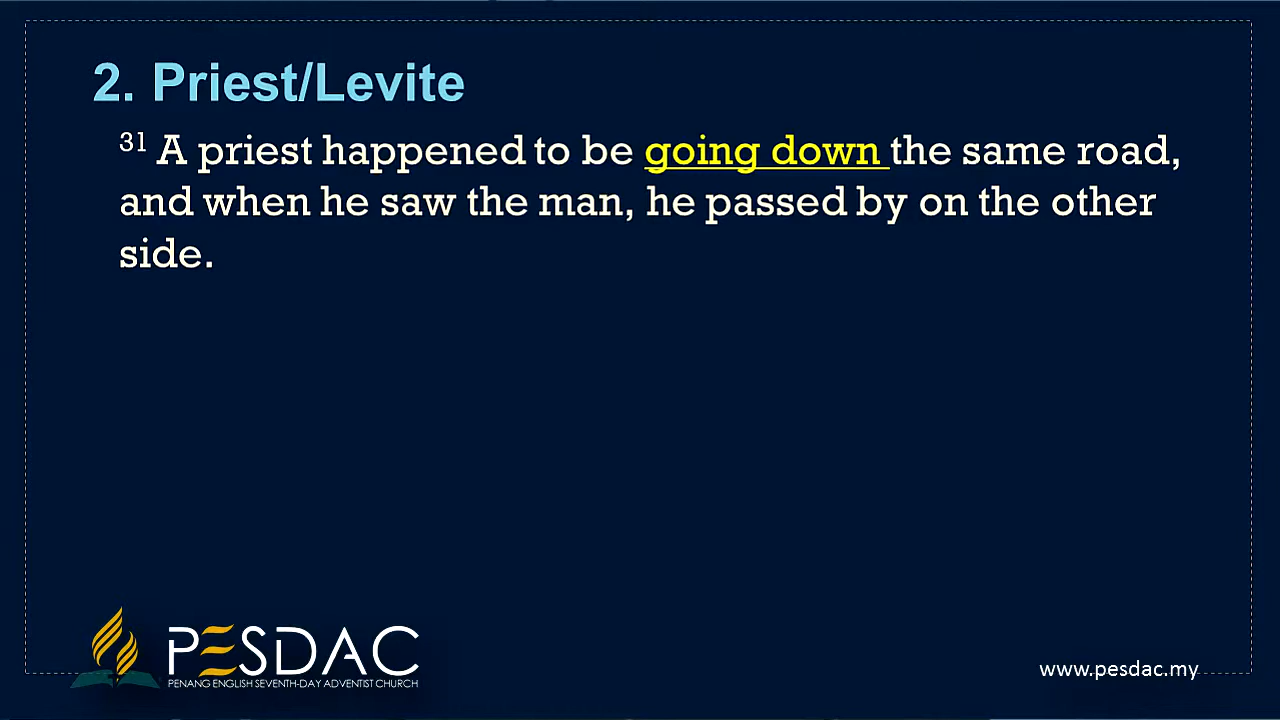 2. Priest/Levite
31 A priest happened to be going down the same road,
and when he saw the man, he passed by on the other
side.
PESDAC
PENANG ENGLISH SEVENTH-DAY ADVENTIST CHURCH
www.pesdac.my